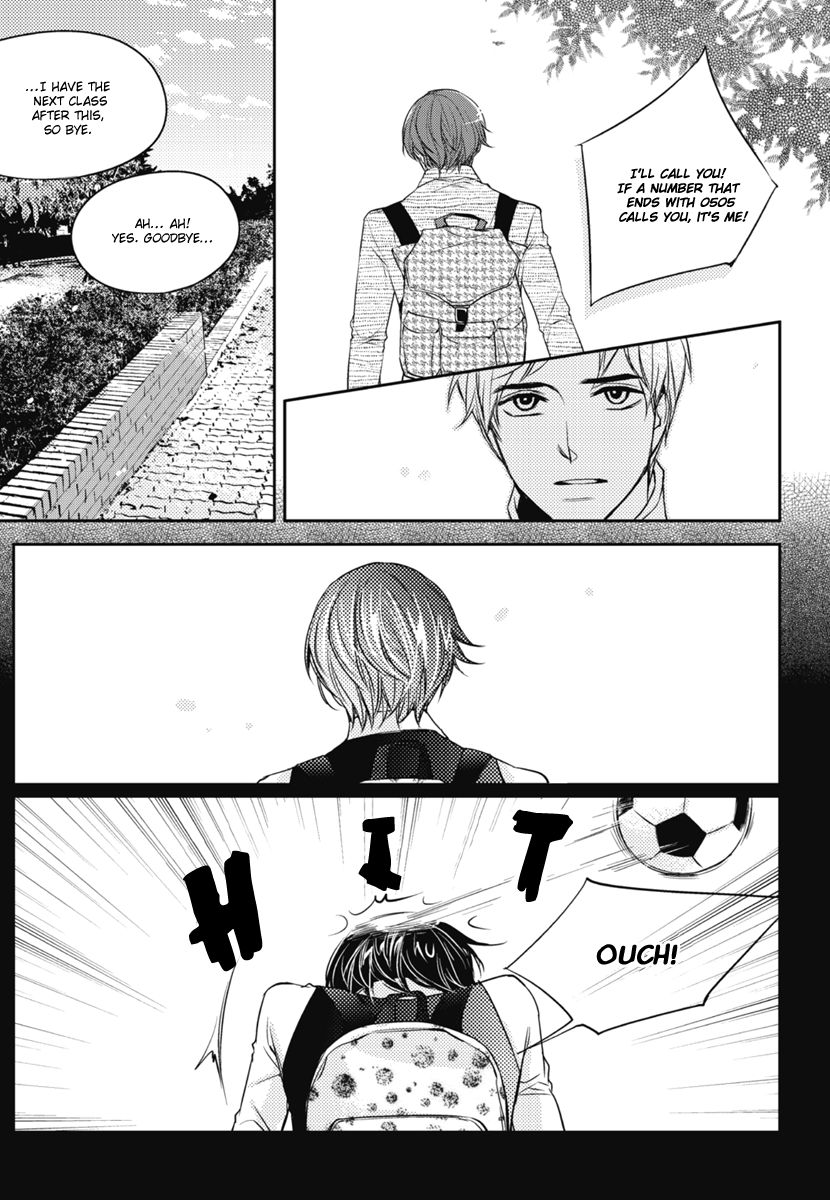 ...I HAVE THE
NEXT CLASS
AFTER THIS,
SO BYE.
AH... AH!
YES. GOODBYE...
I'LL CALL YOU!
IF A NUMBER THAT
ENDS WITH 0505
CALLS YOU, IT'S ME!
HIT
OUCH!